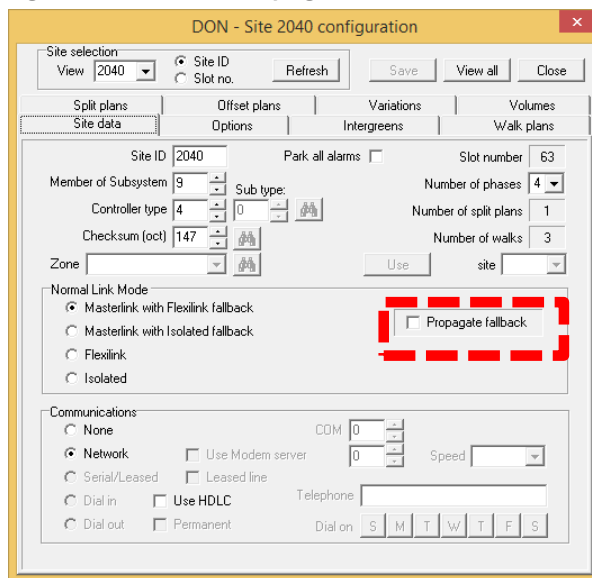 DON - Site 2040 configuration
Site selection
View 2040 Site ID Slot no. Refresh Save View all Close
Split plans Offset plans Variations Volumes
Site data Options Intergreens Walk plans
Site ID 2040 Park all alarms Slot number 63
Member of Subsystem 9 Sub type: Number of phases 4
Controller type 4 0 Number of split plans 1
Checksum (oct) 147 Number of walks 3
Zone Use site
Normal Link Mode
Masterlink with Flexilink fallback
Propagate fallback
Masterlink with Isolated fallback
Flexilink
Isolated
Communications
None COM 0
Network Use Modem server 0 Speed
Serial/Leased Leased line
Dial in Use HDLC Telephone
Dial out Permanent Dial on S M T W T F S